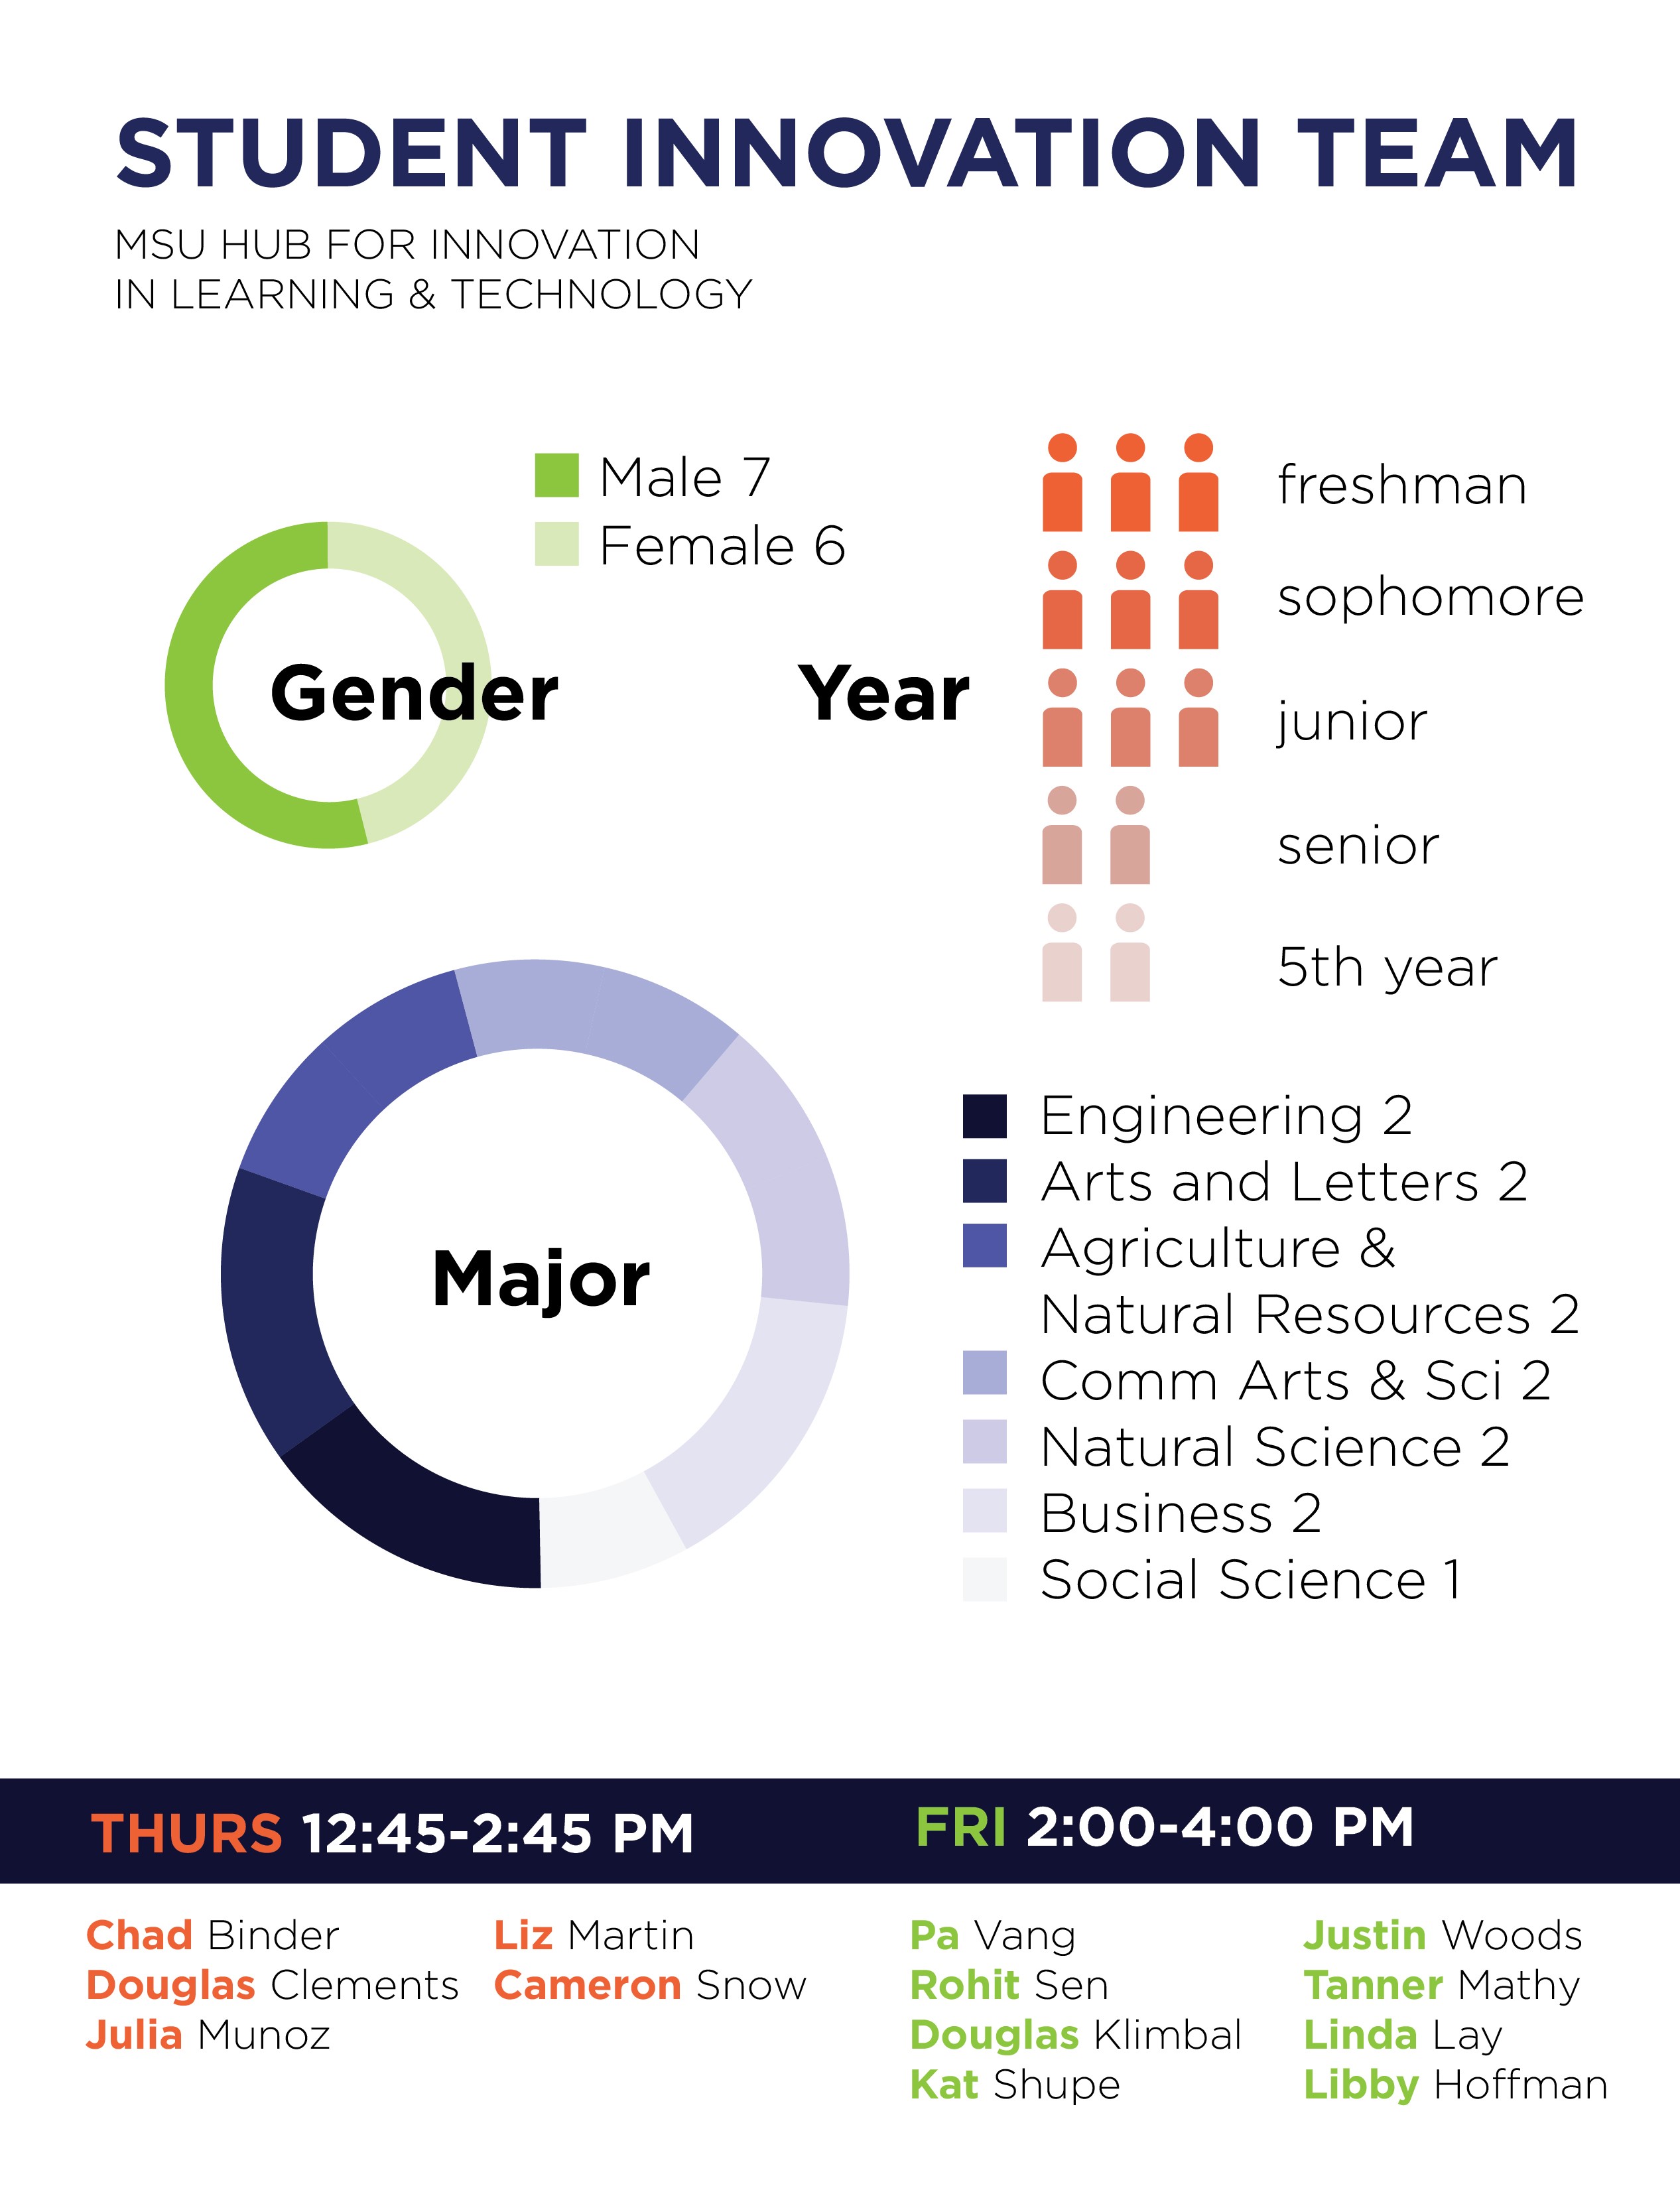 STUDENT INNOVATION TEAM
MSU HUB FOR INNOVATION
IN LEARNING & TECHNOLOGY
Male 7
Female 6
Gender
Year
freshman
sophomore
junior
senior
5th year
Major
Engineering 2
Arts and Letters 2
Agriculture &
Natural Resources 2
Comm Arts & Sci 2
Natural Science 2
Business 2
Social Science 1
THURS 12:45-2:45 PM
Chad Binder
Douglas Clements
Julia Munoz
Liz Martin
Cameron Snow
FRI 2:00-4:00 PM
Pa Vang
Rohit Sen
Douglas Klimbal
Kat Shupe
Justin Woods
Tanner Mathy
Linda Lay
Libby Hoffman